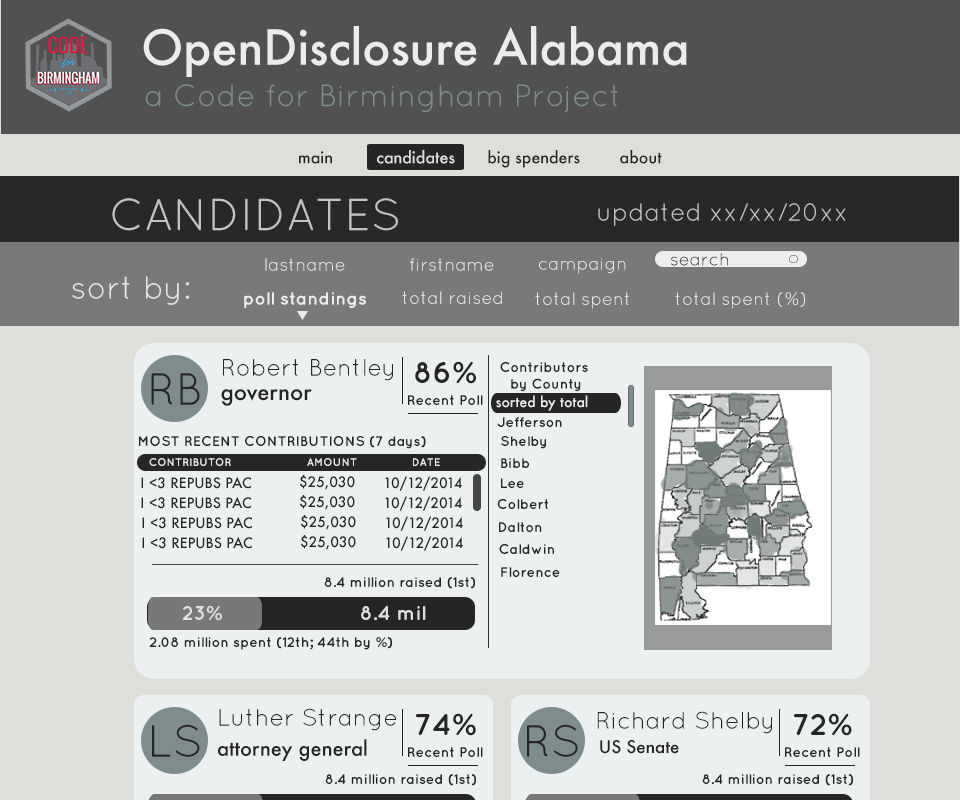 CODE
for
BIRMINGHAM
OpenDisclosure Alabama
a Code for Birmingham Project
main candidates big spenders about
CANDIDATES updated xx/xx/20xx
sort by:
lastname firstname campaign search
poll standings total raised total spent total spent (%)
RB
Robert Bentley
governor
86%
Recent Poll
MOST RECENT CONTRIBUTIONS (7 days)
CONTRIBUTOR AMOUNT DATE
I <3 REPUBS PAC $25,030 10/12/2014
I <3 REPUBS PAC $25,030 10/12/2014
I <3 REPUBS PAC $25,030 10/12/2014
I <3 REPUBS PAC $25,030 10/12/2014
8.4 million raised (1st)
23% 8.4 mil
2.08 million spent (12th; 44th by %)
Contributors
by County
sorted by total
Jefferson
Shelby
Bibb
Lee
Colbert
Dalton
Caldwin
Florence
LS
Luther Strange
attorney general
74%
Recent Poll
8.4 million raised (1st)
RS
Richard Shelby
US Senate
72%
Recent Poll
8.4 million raised (1st)